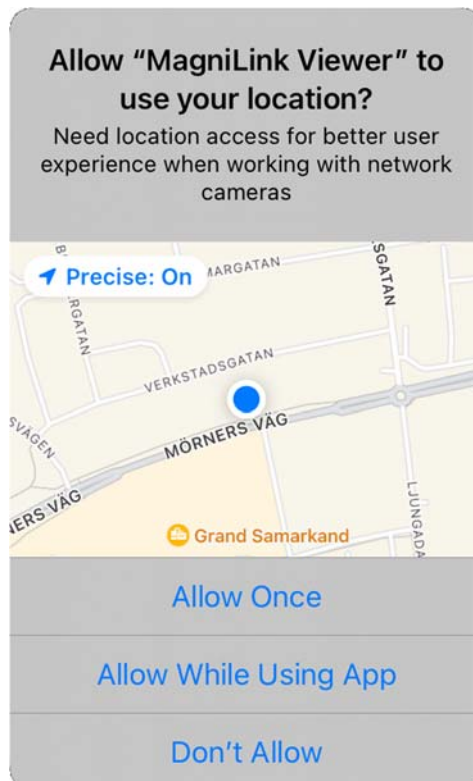 Allow “MagniLink Viewer” to
use your location?
Need location access for better user
experience when working with network
cameras
Precise: On
MARGATAN
GATAN
RGATAN
VERKSTADSGATAN
SVÄGEN
MÖRNERS VÄG
NERS VÄG
LJUNGADA
Grand Samarkand
Allow Once
Allow While Using App
Don’t Allow